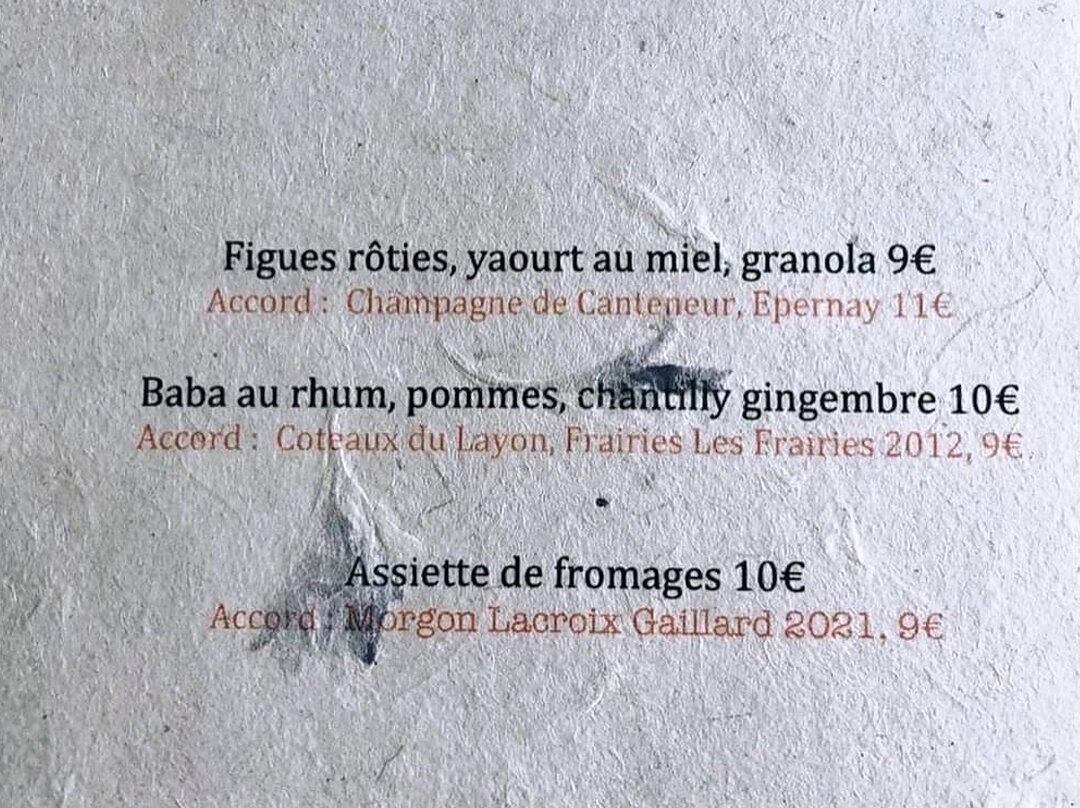 Figues rôties, yaourt au miel, granola 9€
Accord : Champagne de Canteneur, Epernay 11€
Baba au rhum, pommes, chantilly gingembre 10€
Accord : Coteaux du Layon, Frairies Les Frairies 2012, 9€.
Assiette de fromages 10€
Accord : Morgon Lacroix Gaillard 2021, 9€